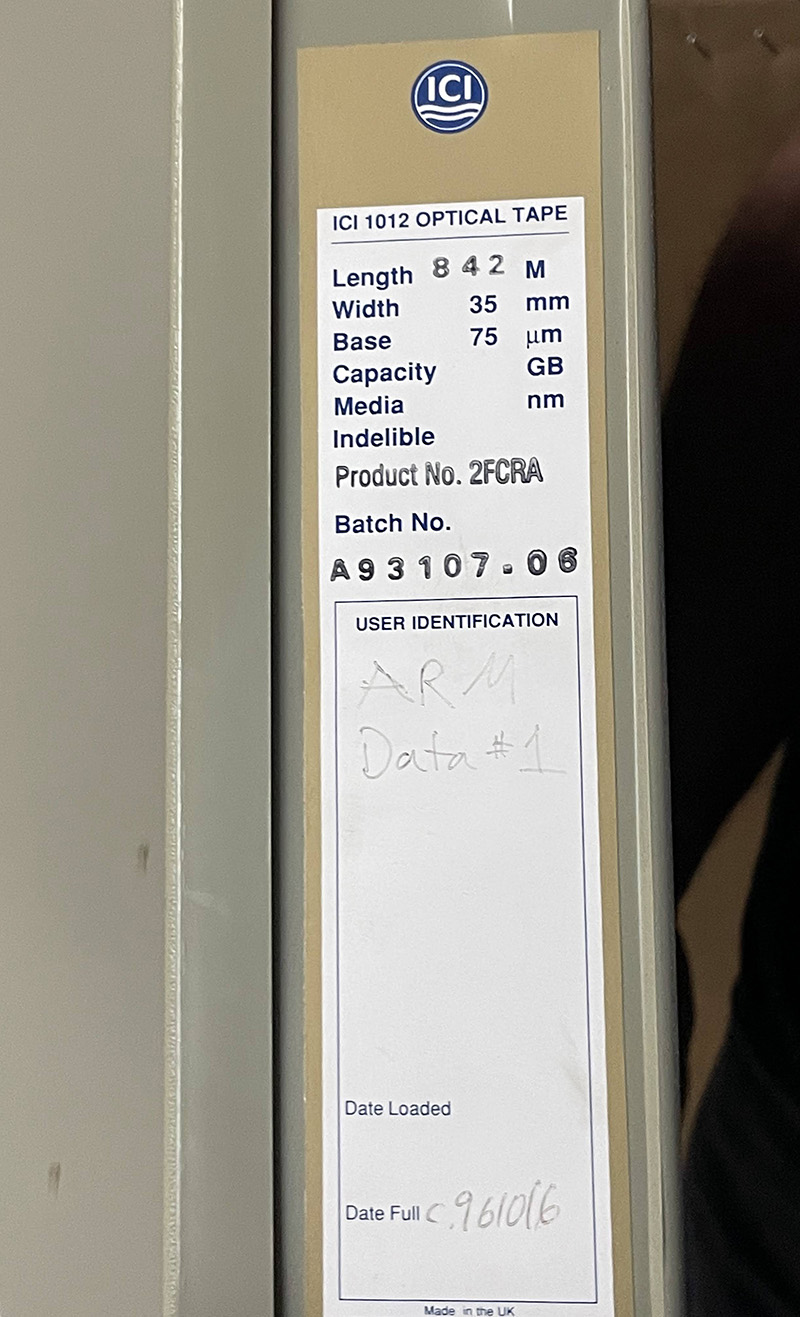 ICI
ICI 1012 OPTICAL TAPE
Length 842 M
Width 35 mm
Base 75 μm
Capacity GB
Media nm
Indelible
Product No. 2FCRA
Batch No.
A93107-06
USER IDENTIFICATION
ARM
Data #1
Date Loaded
Date Full c.961016
Made in the UK